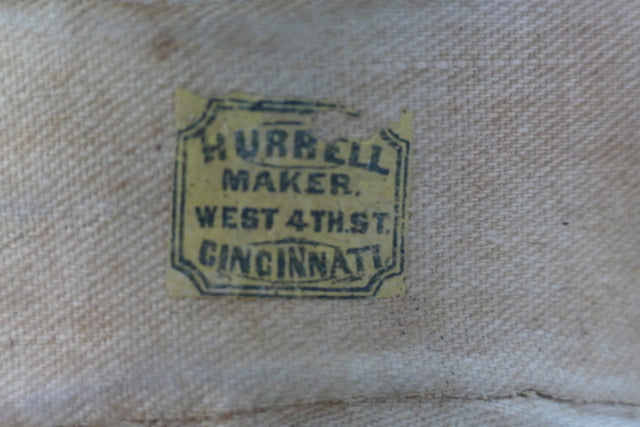 HURRELL
MAKER.
WEST 4TH.ST.
CINCINNATI